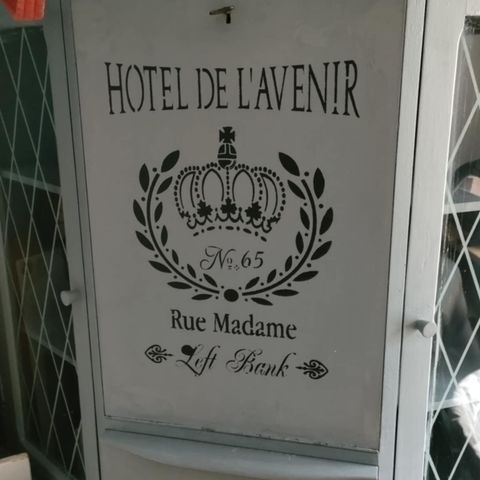 HOTEL DE L'AVENIR
No. 65
Rue Madame
Left Bank